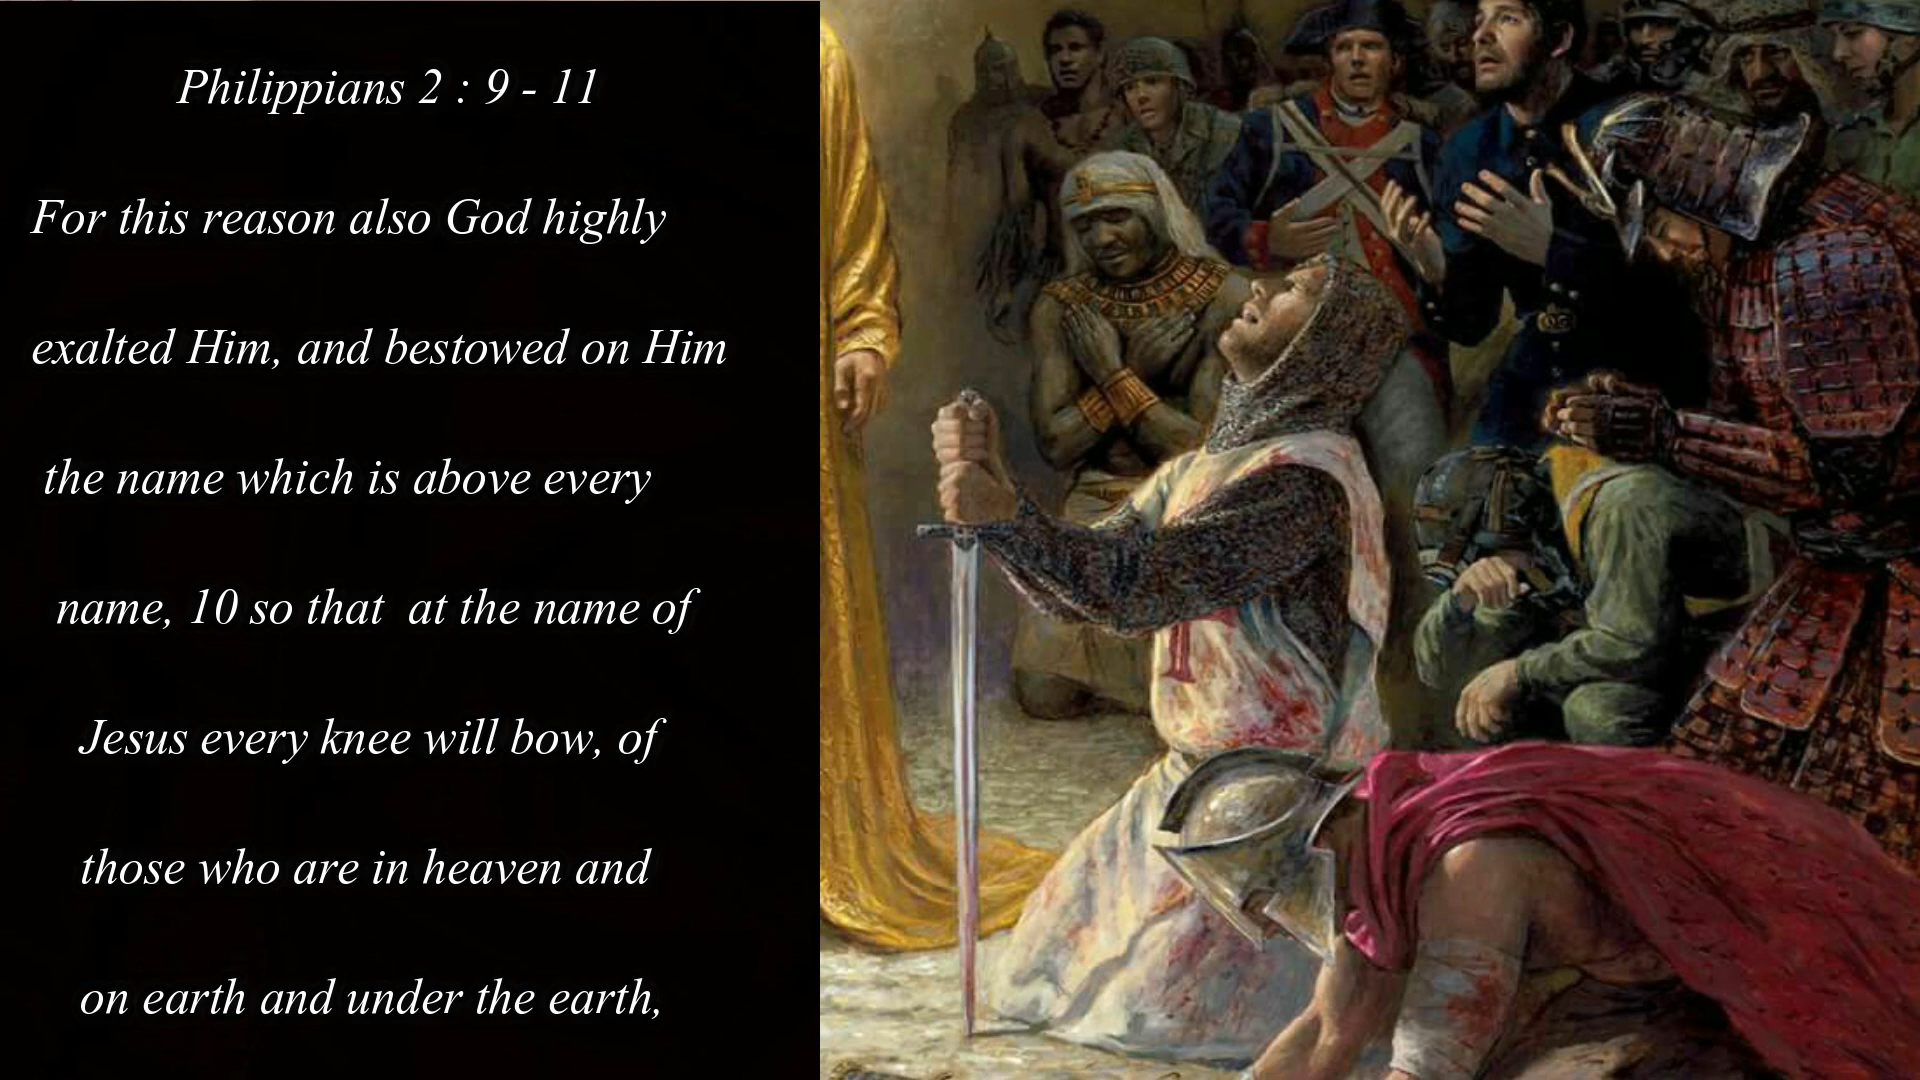 Philippians 2 : 9 - 11
For this reason also God highly
exalted Him, and bestowed on Him
the name which is above every
name, 10 so that  at the name of
Jesus every knee will bow, of
those who are in heaven and
on earth and under the earth,